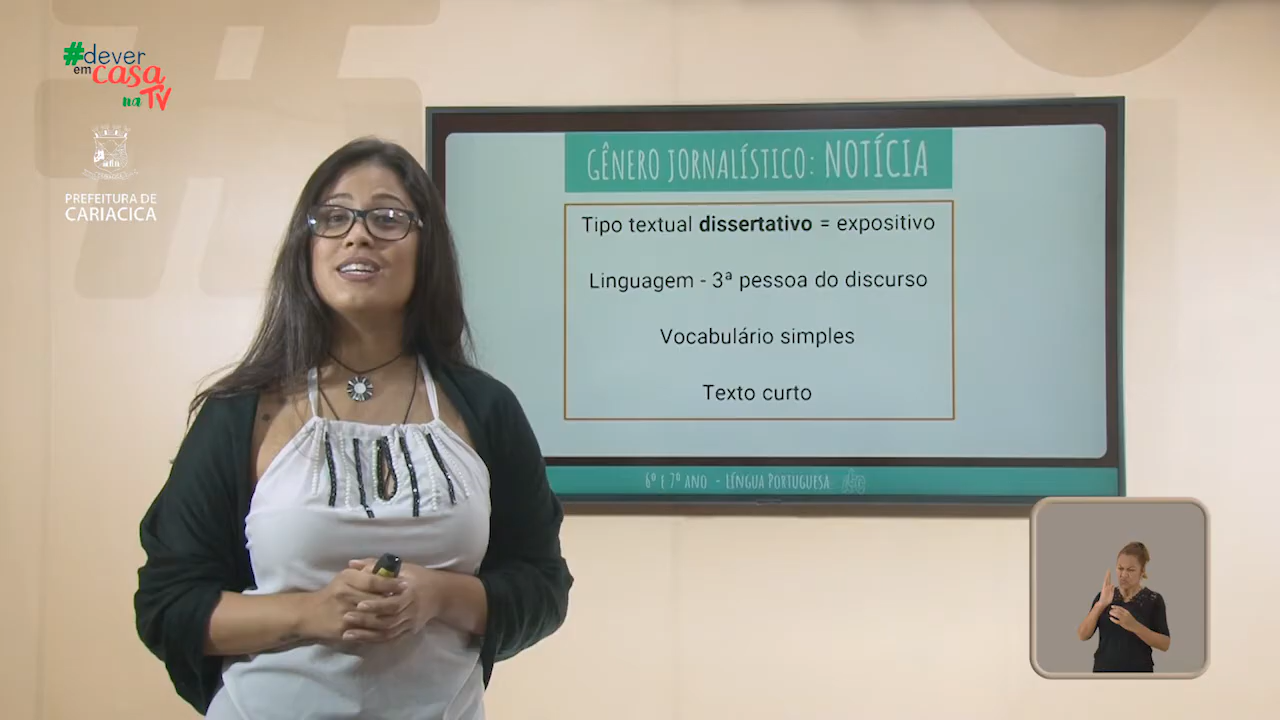 #dever
em casa
na TV
PREFEITURA DE
CARIACICA
GÊNERO JORNALÍSTICO: NOTÍCIA
Tipo textual dissertativo = expositivo
Linguagem - 3ª pessoa do discurso
Vocabulário simples
Texto curto
6º E 7º ANO - LÍNGUA PORTUGUESA